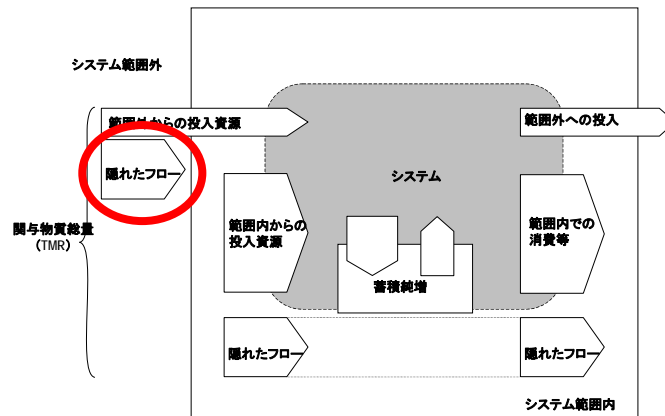 システム範囲外
範囲外からの投入資源
範囲外への投入
隠れたフロー
システム
範囲内からの
投入資源
範囲内での
消費等
関与物質総量
（TMR）
蓄積純増
隠れたフロー
隠れたフロー
システム範囲内